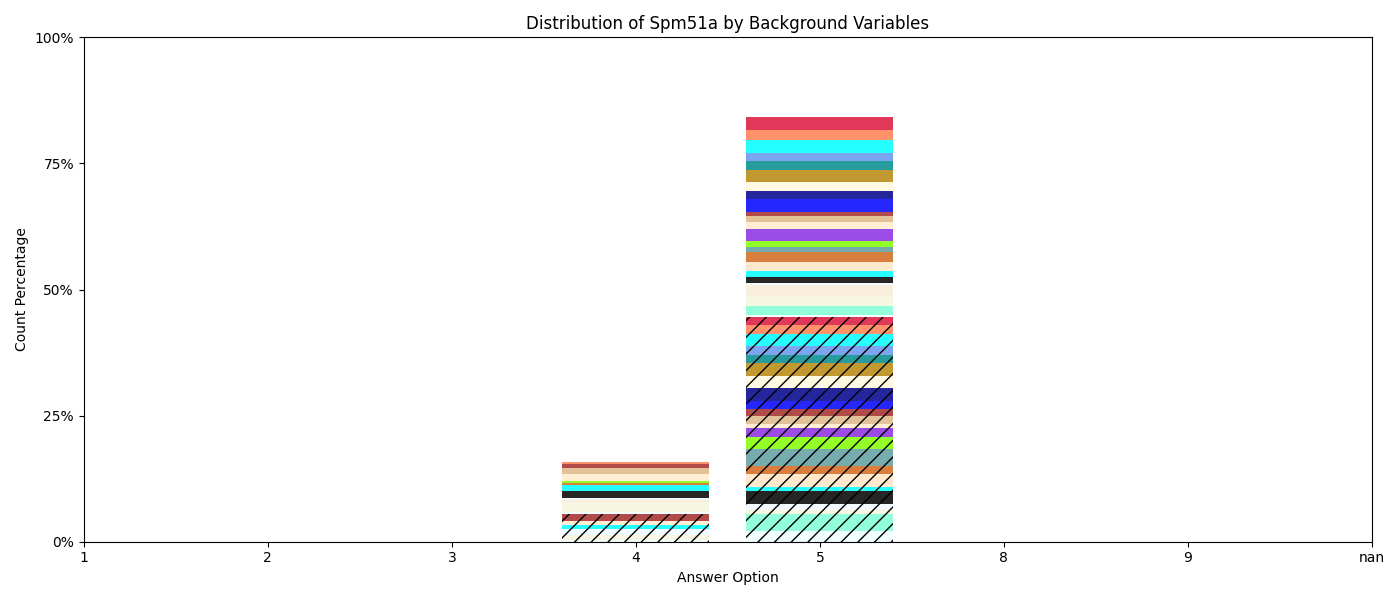 Distribution of Spm51a by Background Variables
100%
75%
50%
25%
0%
Count Percentage
1 2 3 4 5 8 9 nan
Answer Option